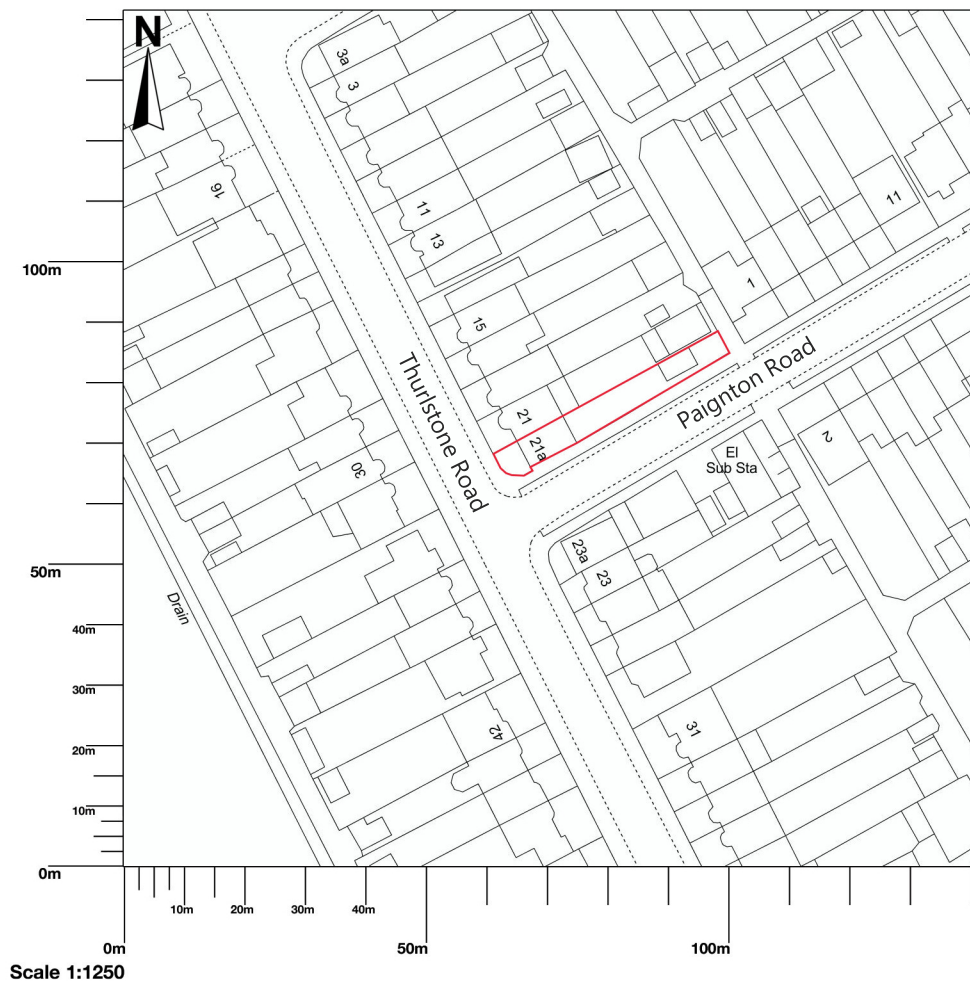 N
3a
3
16
11
13
11
100m
1
15
Thurlstone Road
Paignton Road
21
21a
El
Sub Sta
2
30
23a
23
50m
Drain
40m
30m
31
42
20m
10m
0m
10m
20m
30m
40m
0m
50m
100m
Scale 1:1250